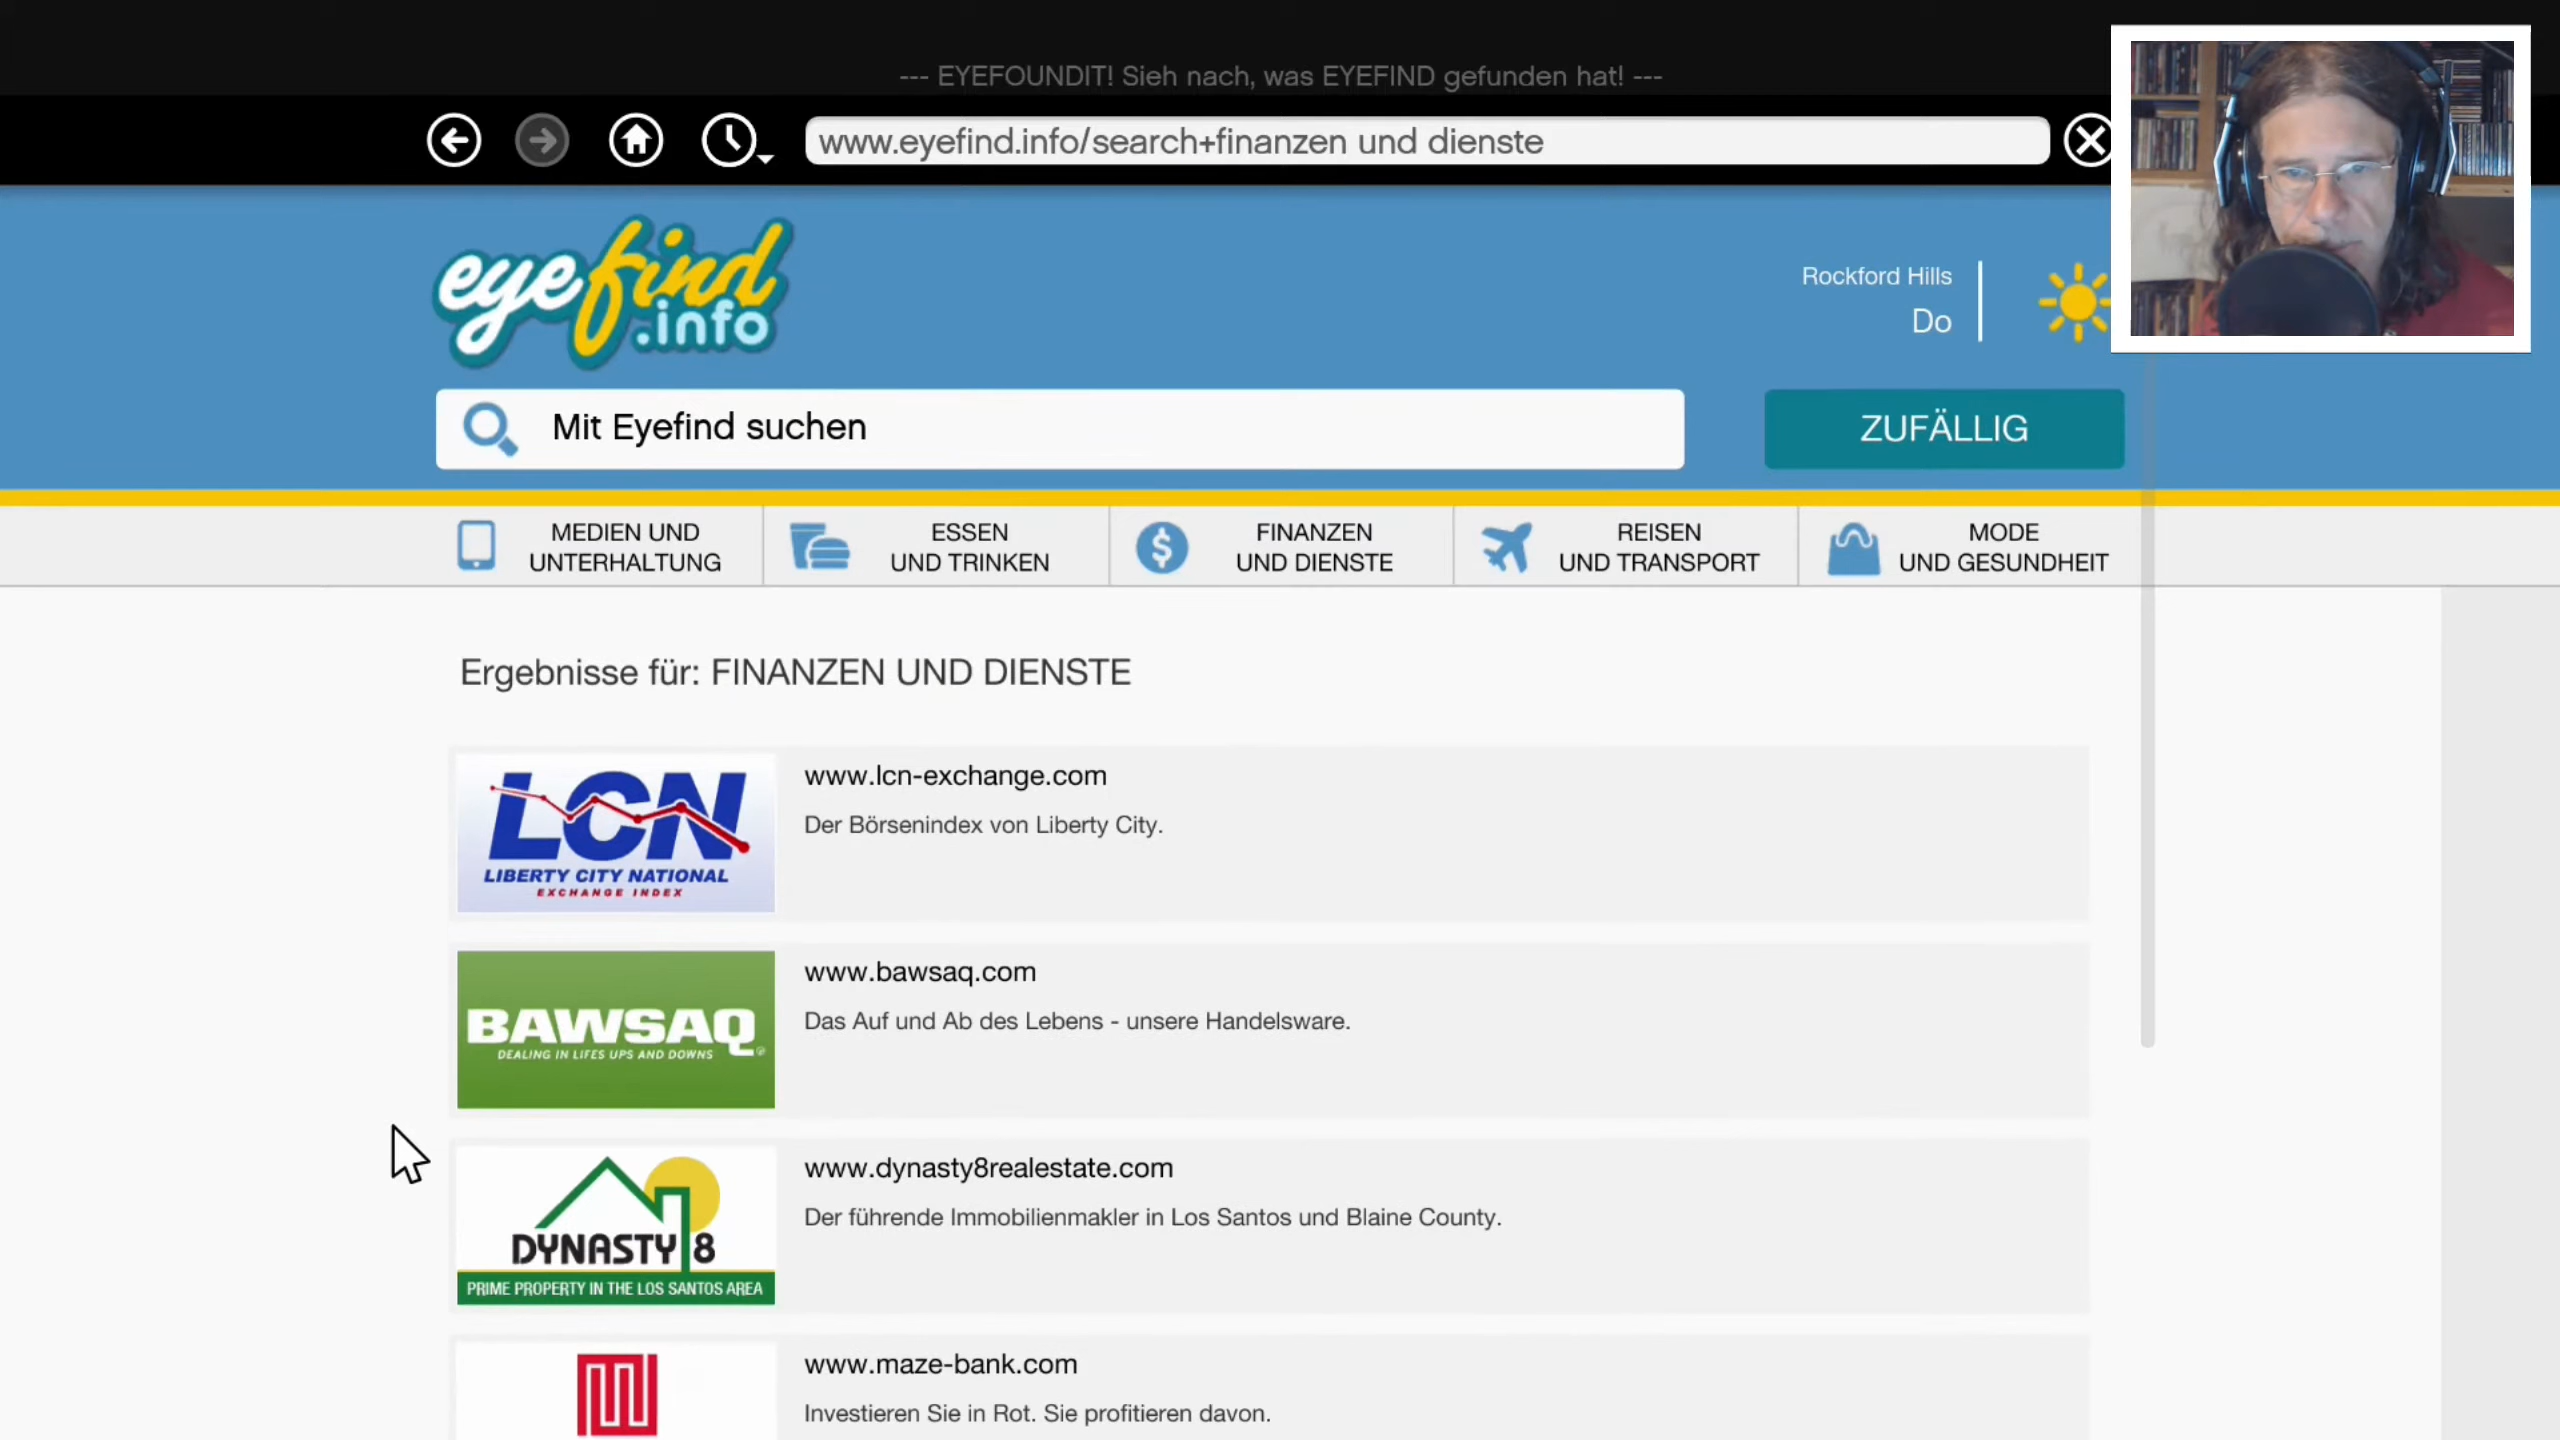 --- EYEFOUNDIT! Sieh nach, was EYEFIND gefunden hat! ---
www.eyefind.info/search+finanzen und dienste
eyefind
.info
Rockford Hills
Do
Mit Eyefind suchen
ZUFÄLLIG
MEDIEN UND
UNTERHALTUNG
ESSEN
UND TRINKEN
FINANZEN
UND DIENSTE
REISEN
UND TRANSPORT
MODE
UND GESUNDHEIT
Ergebnisse für: FINANZEN UND DIENSTE
LCN
LIBERTY CITY NATIONAL
EXCHANGE INDEX
www.lcn-exchange.com
Der Börsenindex von Liberty City.
BAWSAQ
DEALING IN LIFES UPS AND DOWNS
www.bawsaq.com
Das Auf und Ab des Lebens - unsere Handelsware.
DYNASTY 8
PRIME PROPERTY IN THE LOS SANTOS AREA
www.dynasty8realestate.com
Der führende Immobilienmakler in Los Santos und Blaine County.
www.maze-bank.com
Investieren Sie in Rot. Sie profitieren davon.